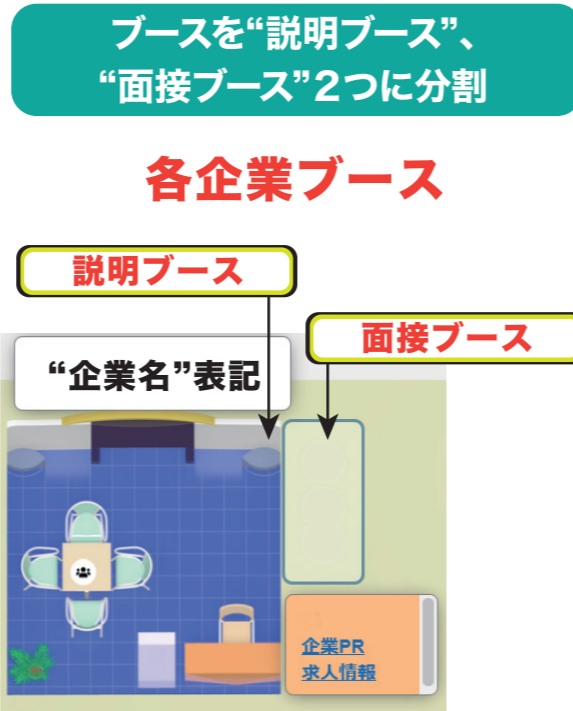 ブースを“説明ブース”、
“面接ブース”2つに分割
各企業ブース
説明ブース
面接ブース
“企業名”表記
企業PR
求人情報